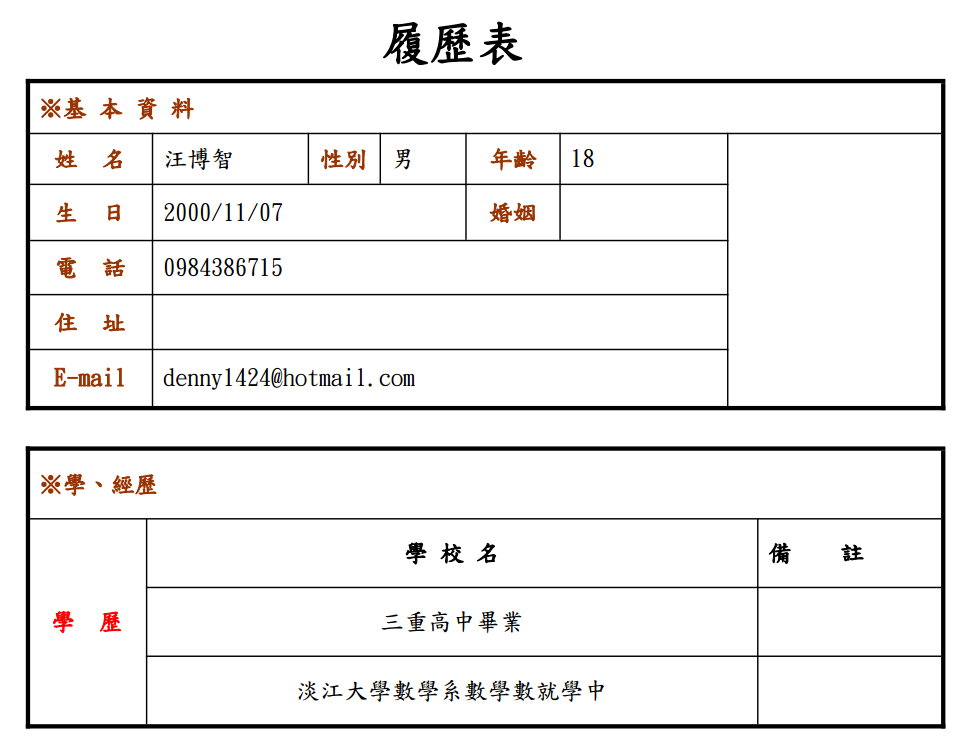 履歷表
※基 本 資 料
姓 名 汪博智 性別 男 年齡 18
生 日 2000/11/07 婚姻
電 話 0984386715
住 址
E-mail denny1424@hotmail.com
※學、經歷
學 校 名 備 註
學 歷
三重高中畢業
淡江大學數學系數學數就學中